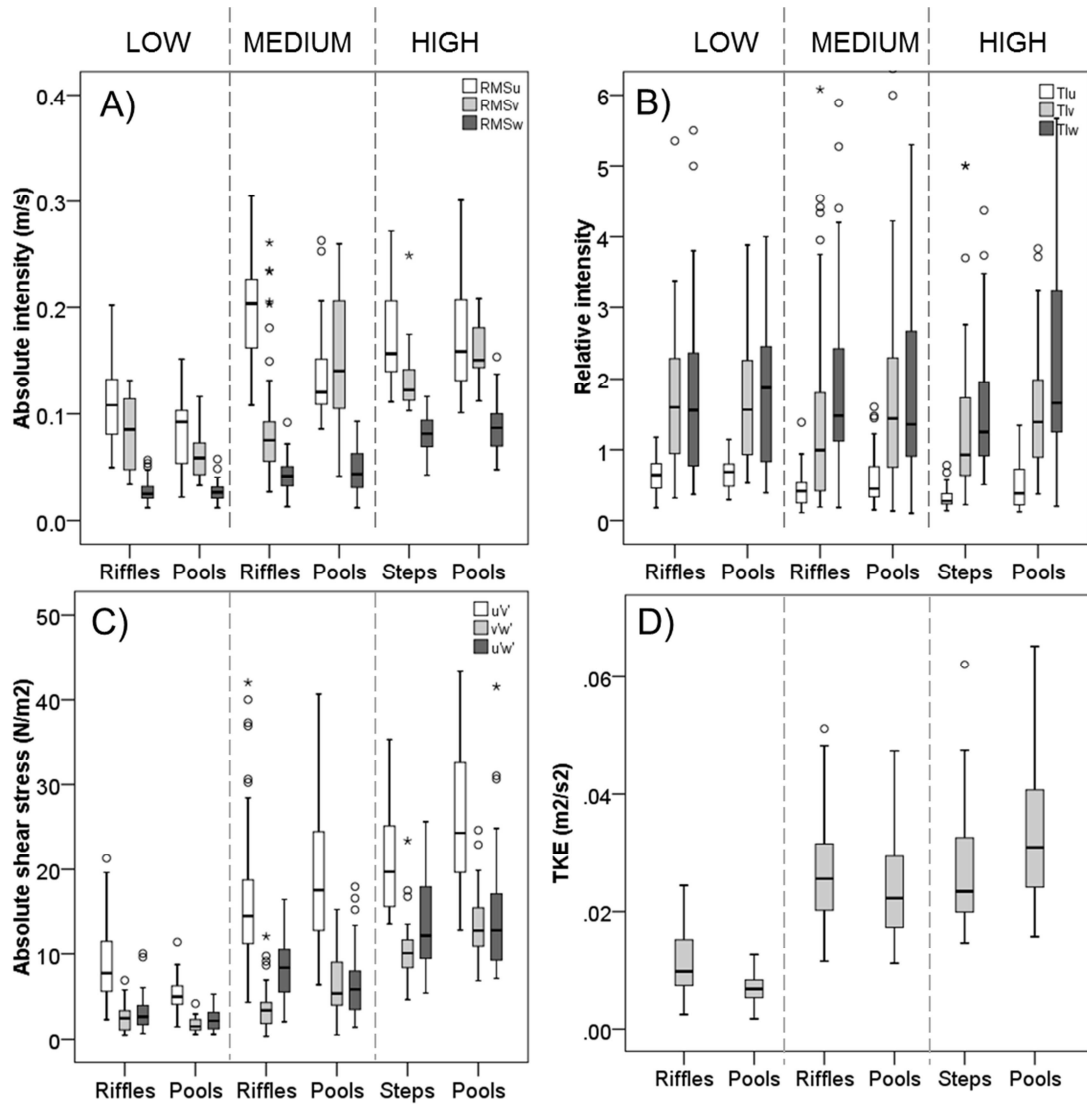 LOW MEDIUM HIGH
LOW MEDIUM HIGH
A)
RMSu
RMSv
RMSw
Absolute intensity (m/s)
0.4
0.3
0.2
0.1
0.0
Riffles Pools Riffles Pools Steps Pools
B)
TIu
TIv
TIw
Relative intensity
6
5
4
3
2
1
0
Riffles Pools Riffles Pools Steps Pools
C)
u'v'
v'w'
u'w'
Absolute shear stress (N/m2)
50
40
30
20
10
0
Riffles Pools Riffles Pools Steps Pools
D)
TKE (m2/s2)
.06
.04
.02
.00
Riffles Pools Riffles Pools Steps Pools